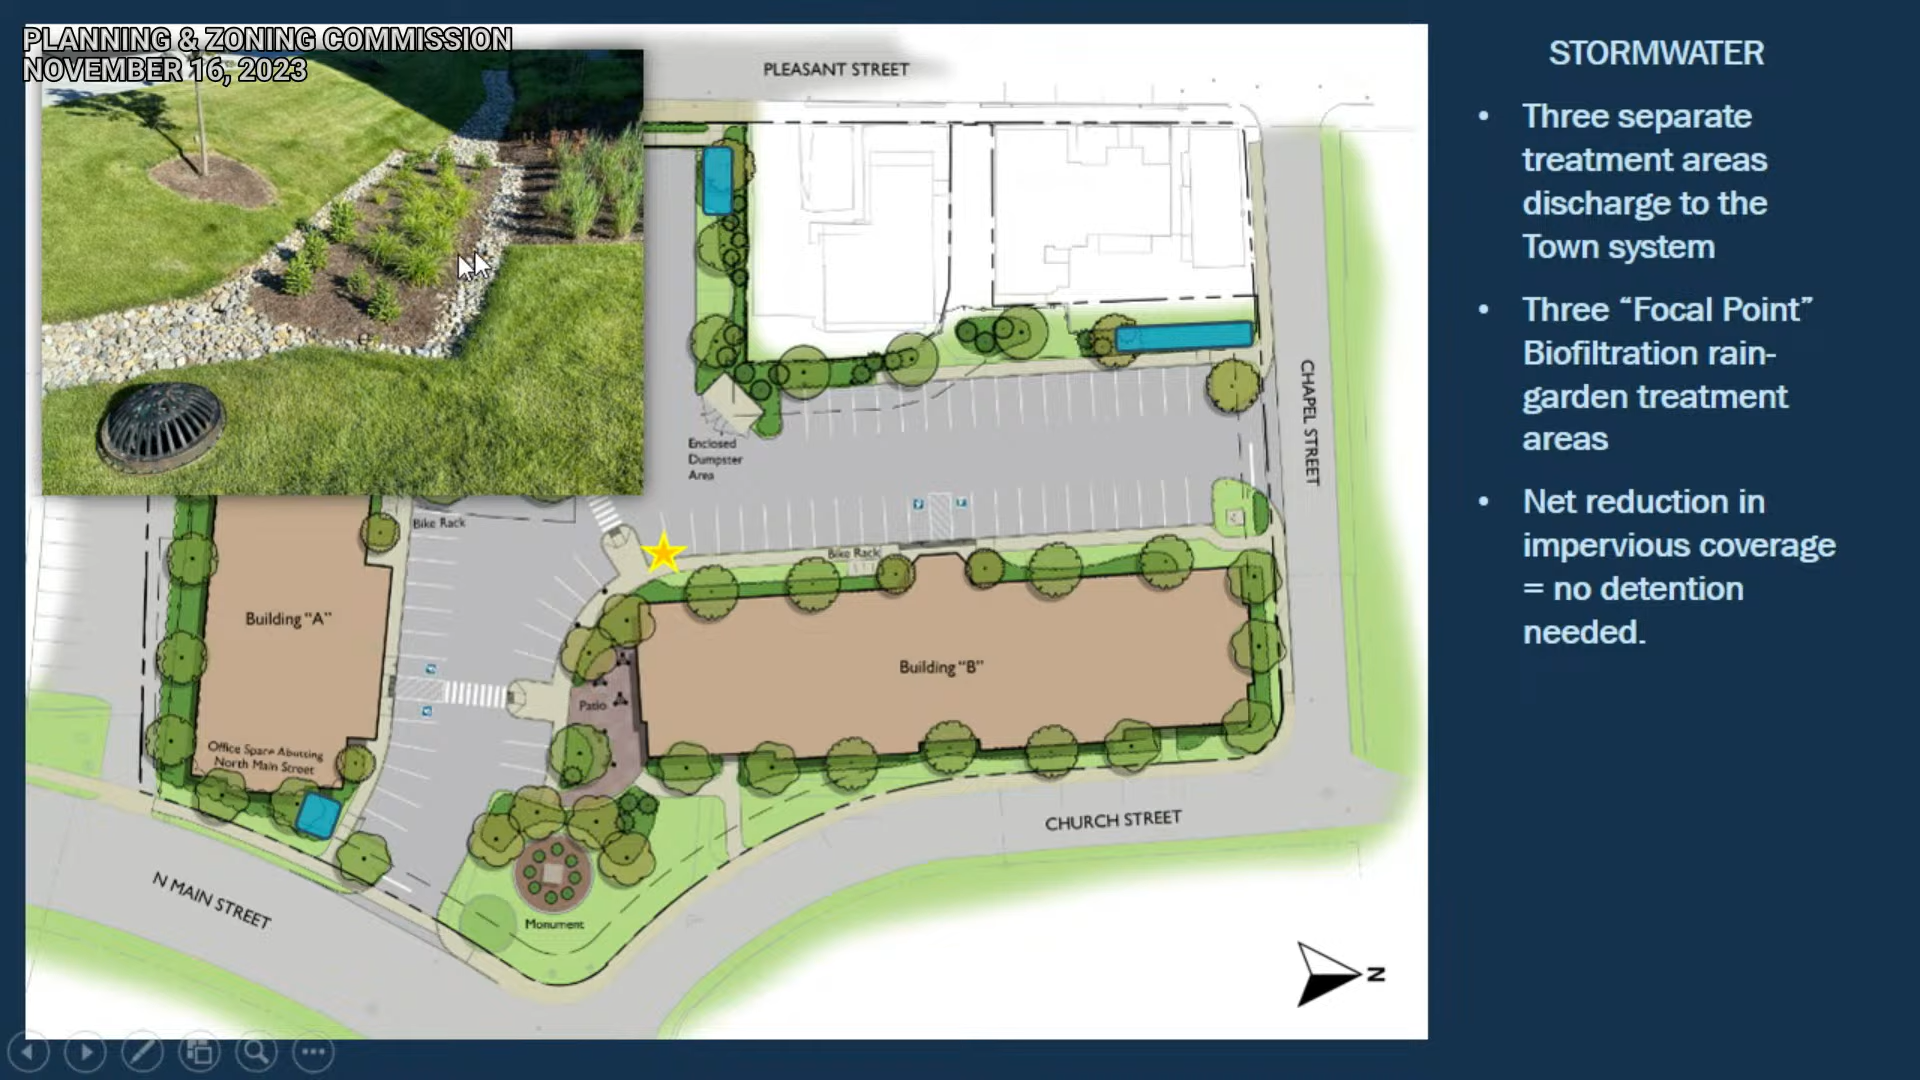 PLANNING & ZONING COMMISSION
NOVEMBER 16, 2023
PLEASANT STREET
Enclosed
Dumpster
Area
CHAPEL STREET
Bike Rack
Bike Rack
Building "A"
Building "B"
Patio
Office Space Abutting
North Main Street
N MAIN STREET
CHURCH STREET
Monument
N
STORMWATER
• Three separate
treatment areas
discharge to the
Town system
• Three “Focal Point”
Biofiltration rain-
garden treatment
areas
• Net reduction in
impervious coverage
= no detention
needed.